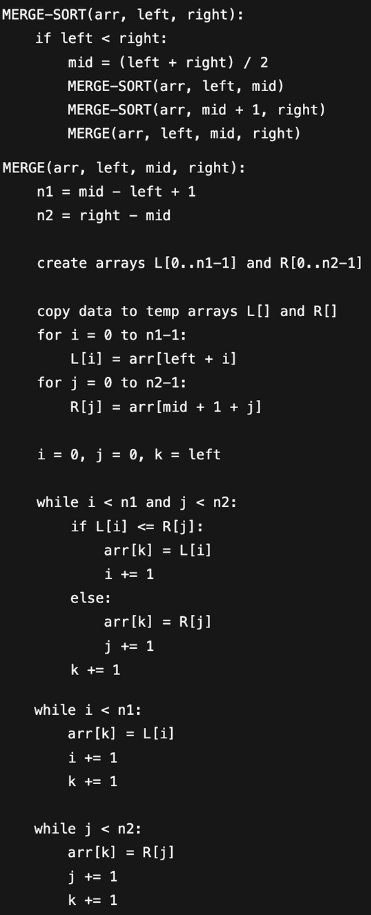 MERGE-SORT(arr, left, right):
    if left < right:
        mid = (left + right) / 2
        MERGE-SORT(arr, left, mid)
        MERGE-SORT(arr, mid + 1, right)
        MERGE(arr, left, mid, right)
MERGE(arr, left, mid, right):
    n1 = mid - left + 1
    n2 = right - mid
    create arrays L[0..n1-1] and R[0..n2-1]
    copy data to temp arrays L[] and R[]
    for i = 0 to n1-1:
        L[i] = arr[left + i]
    for j = 0 to n2-1:
        R[j] = arr[mid + 1 + j]
    i = 0, j = 0, k = left
    while i < n1 and j < n2:
        if L[i] <= R[j]:
            arr[k] = L[i]
            i += 1
        else:
            arr[k] = R[j]
            j += 1
        k += 1
    while i < n1:
        arr[k] = L[i]
        i += 1
        k += 1
    while j < n2:
        arr[k] = R[j]
        j += 1
        k += 1